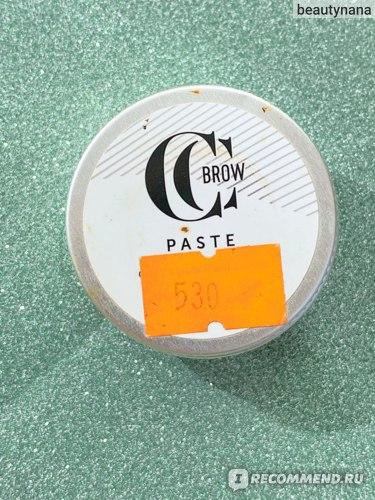 beautynana
CC
BROW
PASTE
530
RECOMMEND.RU